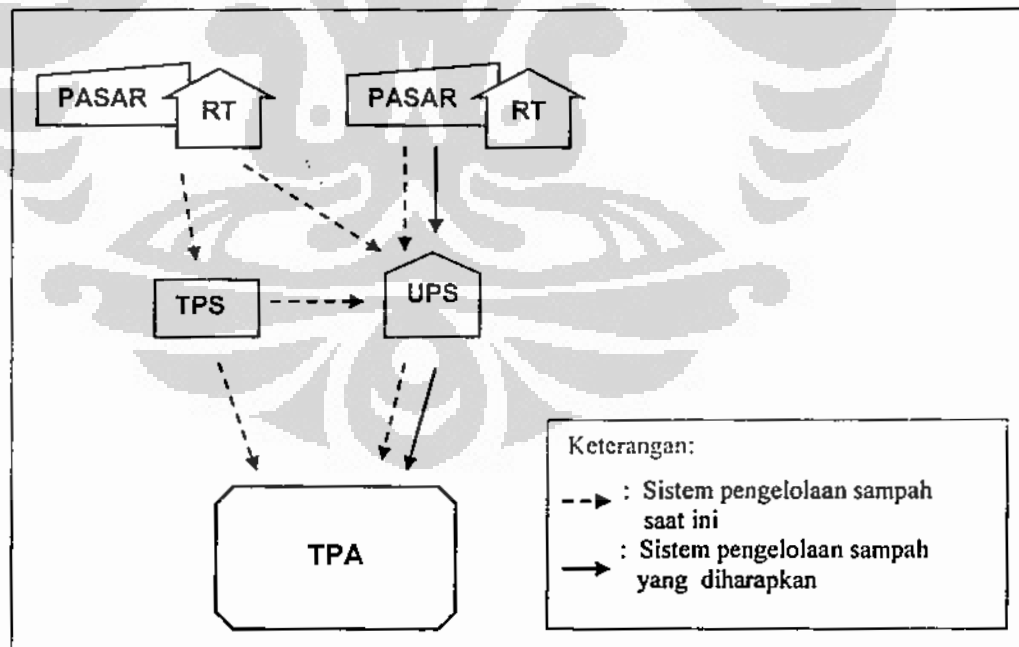 PASAR
RT
PASAR
RT
TPS
UPS
TPA
Keterangan:
: Sistem pengelolaan sampah
saat ini
: Sistem pengelolaan sampah
yang diharapkan